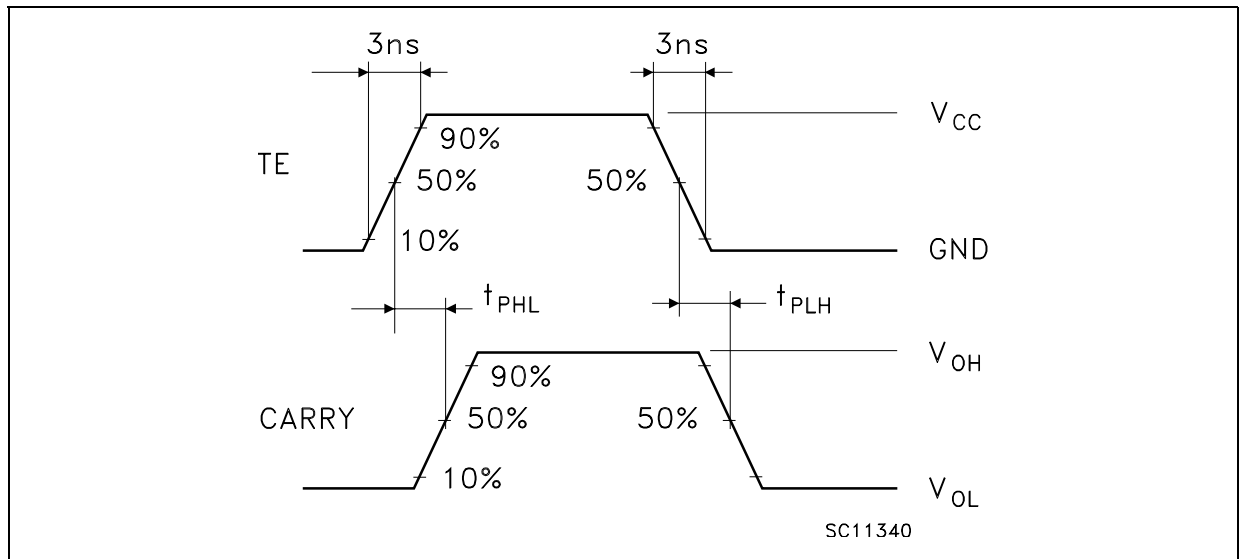 3ns 3ns
V_CC
90%
TE 50% 50%
10% GND
t_PHL t_PLH
V_OH
90%
CARRY 50% 50%
10% V_OL
SC11340